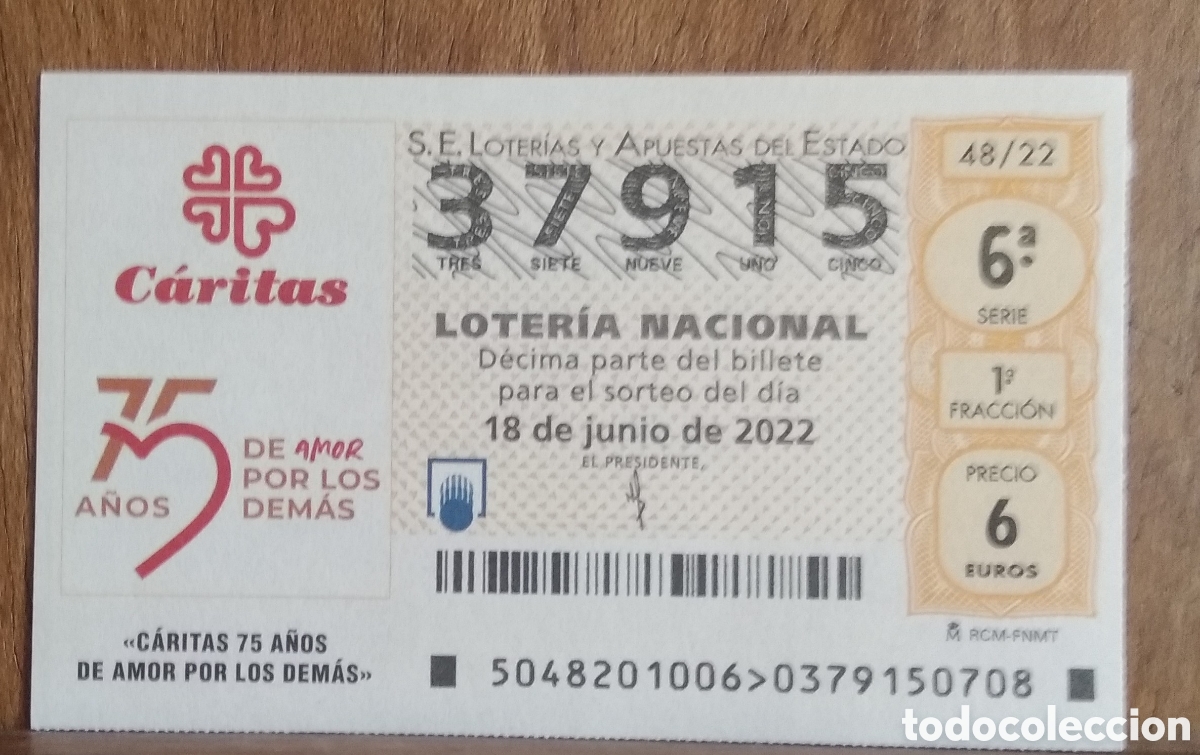 Cáritas
75
AÑOS
DE AMOR
POR LOS
DEMÁS
«CÁRITAS 75 AÑOS
DE AMOR POR LOS DEMÁS»
S.E. LOTERÍAS Y APUESTAS DEL ESTADO
37915
TRES SIETE NUEVE UNO CINCO
LOTERÍA NACIONAL
Décima parte del billete
para el sorteo del día
18 de junio de 2022
EL PRESIDENTE,
48/22
6ª
SERIE
1ª
FRACCIÓN
PRECIO
6
EUROS
RCM-FNMT
5048201006>0379150708
todocoleccion